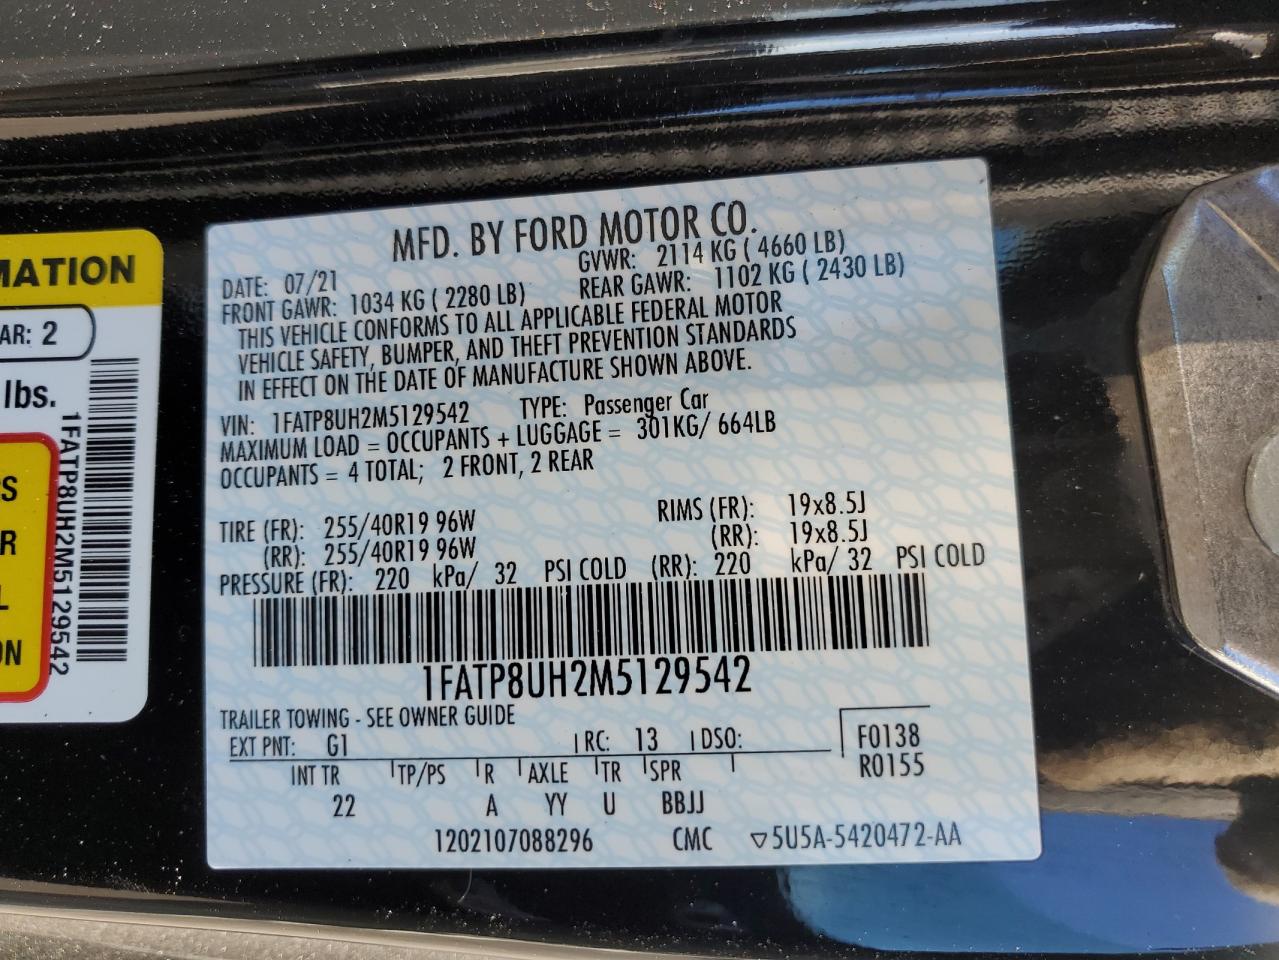 MATION
AR: 2
lbs.
1FATP8UH2M5129542
S
R
L
ON
MFD. BY FORD MOTOR CO.
DATE: 07/21 GVWR: 2114 KG ( 4660 LB)
FRONT GAWR: 1034 KG ( 2280 LB) REAR GAWR: 1102 KG ( 2430 LB)
THIS VEHICLE CONFORMS TO ALL APPLICABLE FEDERAL MOTOR
VEHICLE SAFETY, BUMPER, AND THEFT PREVENTION STANDARDS
IN EFFECT ON THE DATE OF MANUFACTURE SHOWN ABOVE.
VIN: 1FATP8UH2M5129542 TYPE: Passenger Car
MAXIMUM LOAD = OCCUPANTS + LUGGAGE = 301KG/ 664LB
OCCUPANTS = 4 TOTAL; 2 FRONT, 2 REAR
TIRE (FR): 255/40R19 96W RIMS (FR): 19x8.5J
(RR): 255/40R19 96W (RR): 19x8.5J
PRESSURE (FR): 220 kPa/ 32 PSI COLD (RR): 220 kPa/ 32 PSI COLD
1FATP8UH2M5129542
TRAILER TOWING - SEE OWNER GUIDE
EXT PNT: G1 RC: 13 DSO: F0138
R0155
INT TR TP/PS R AXLE TR SPR
22 A YY U BBJJ
1202107088296 CMC ▽5U5A-5420472-AA